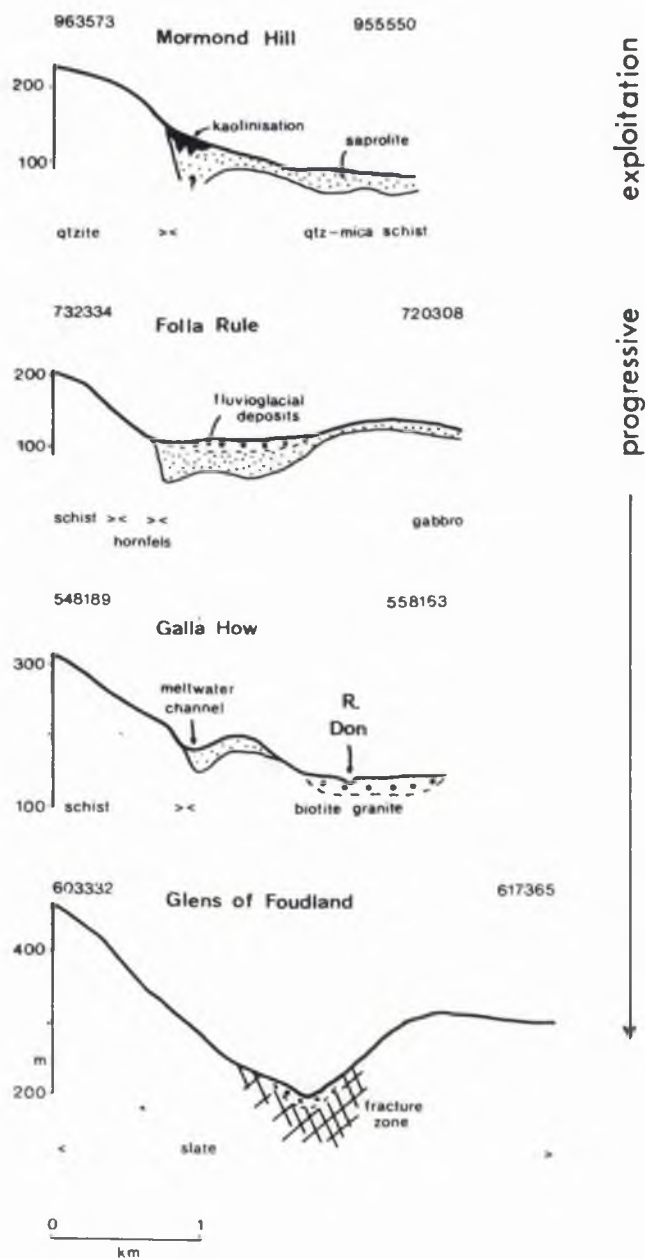 963573 955550
Mormond Hill
200
kaolinisation
saprolite
100
qtzite >< qtz-mica schist
732334 720308
Folla Rule
200
fluvioglacial
deposits
100
schist >< ><
hornfels
gabbro
548189 558163
Galla How
300
meltwater
channel
R.
Don
100
schist >< biotite granite
603332 617365
Glens of Foudland
400
m
200
fracture
zone
< slate >
0 1
km
exploitation
progressive